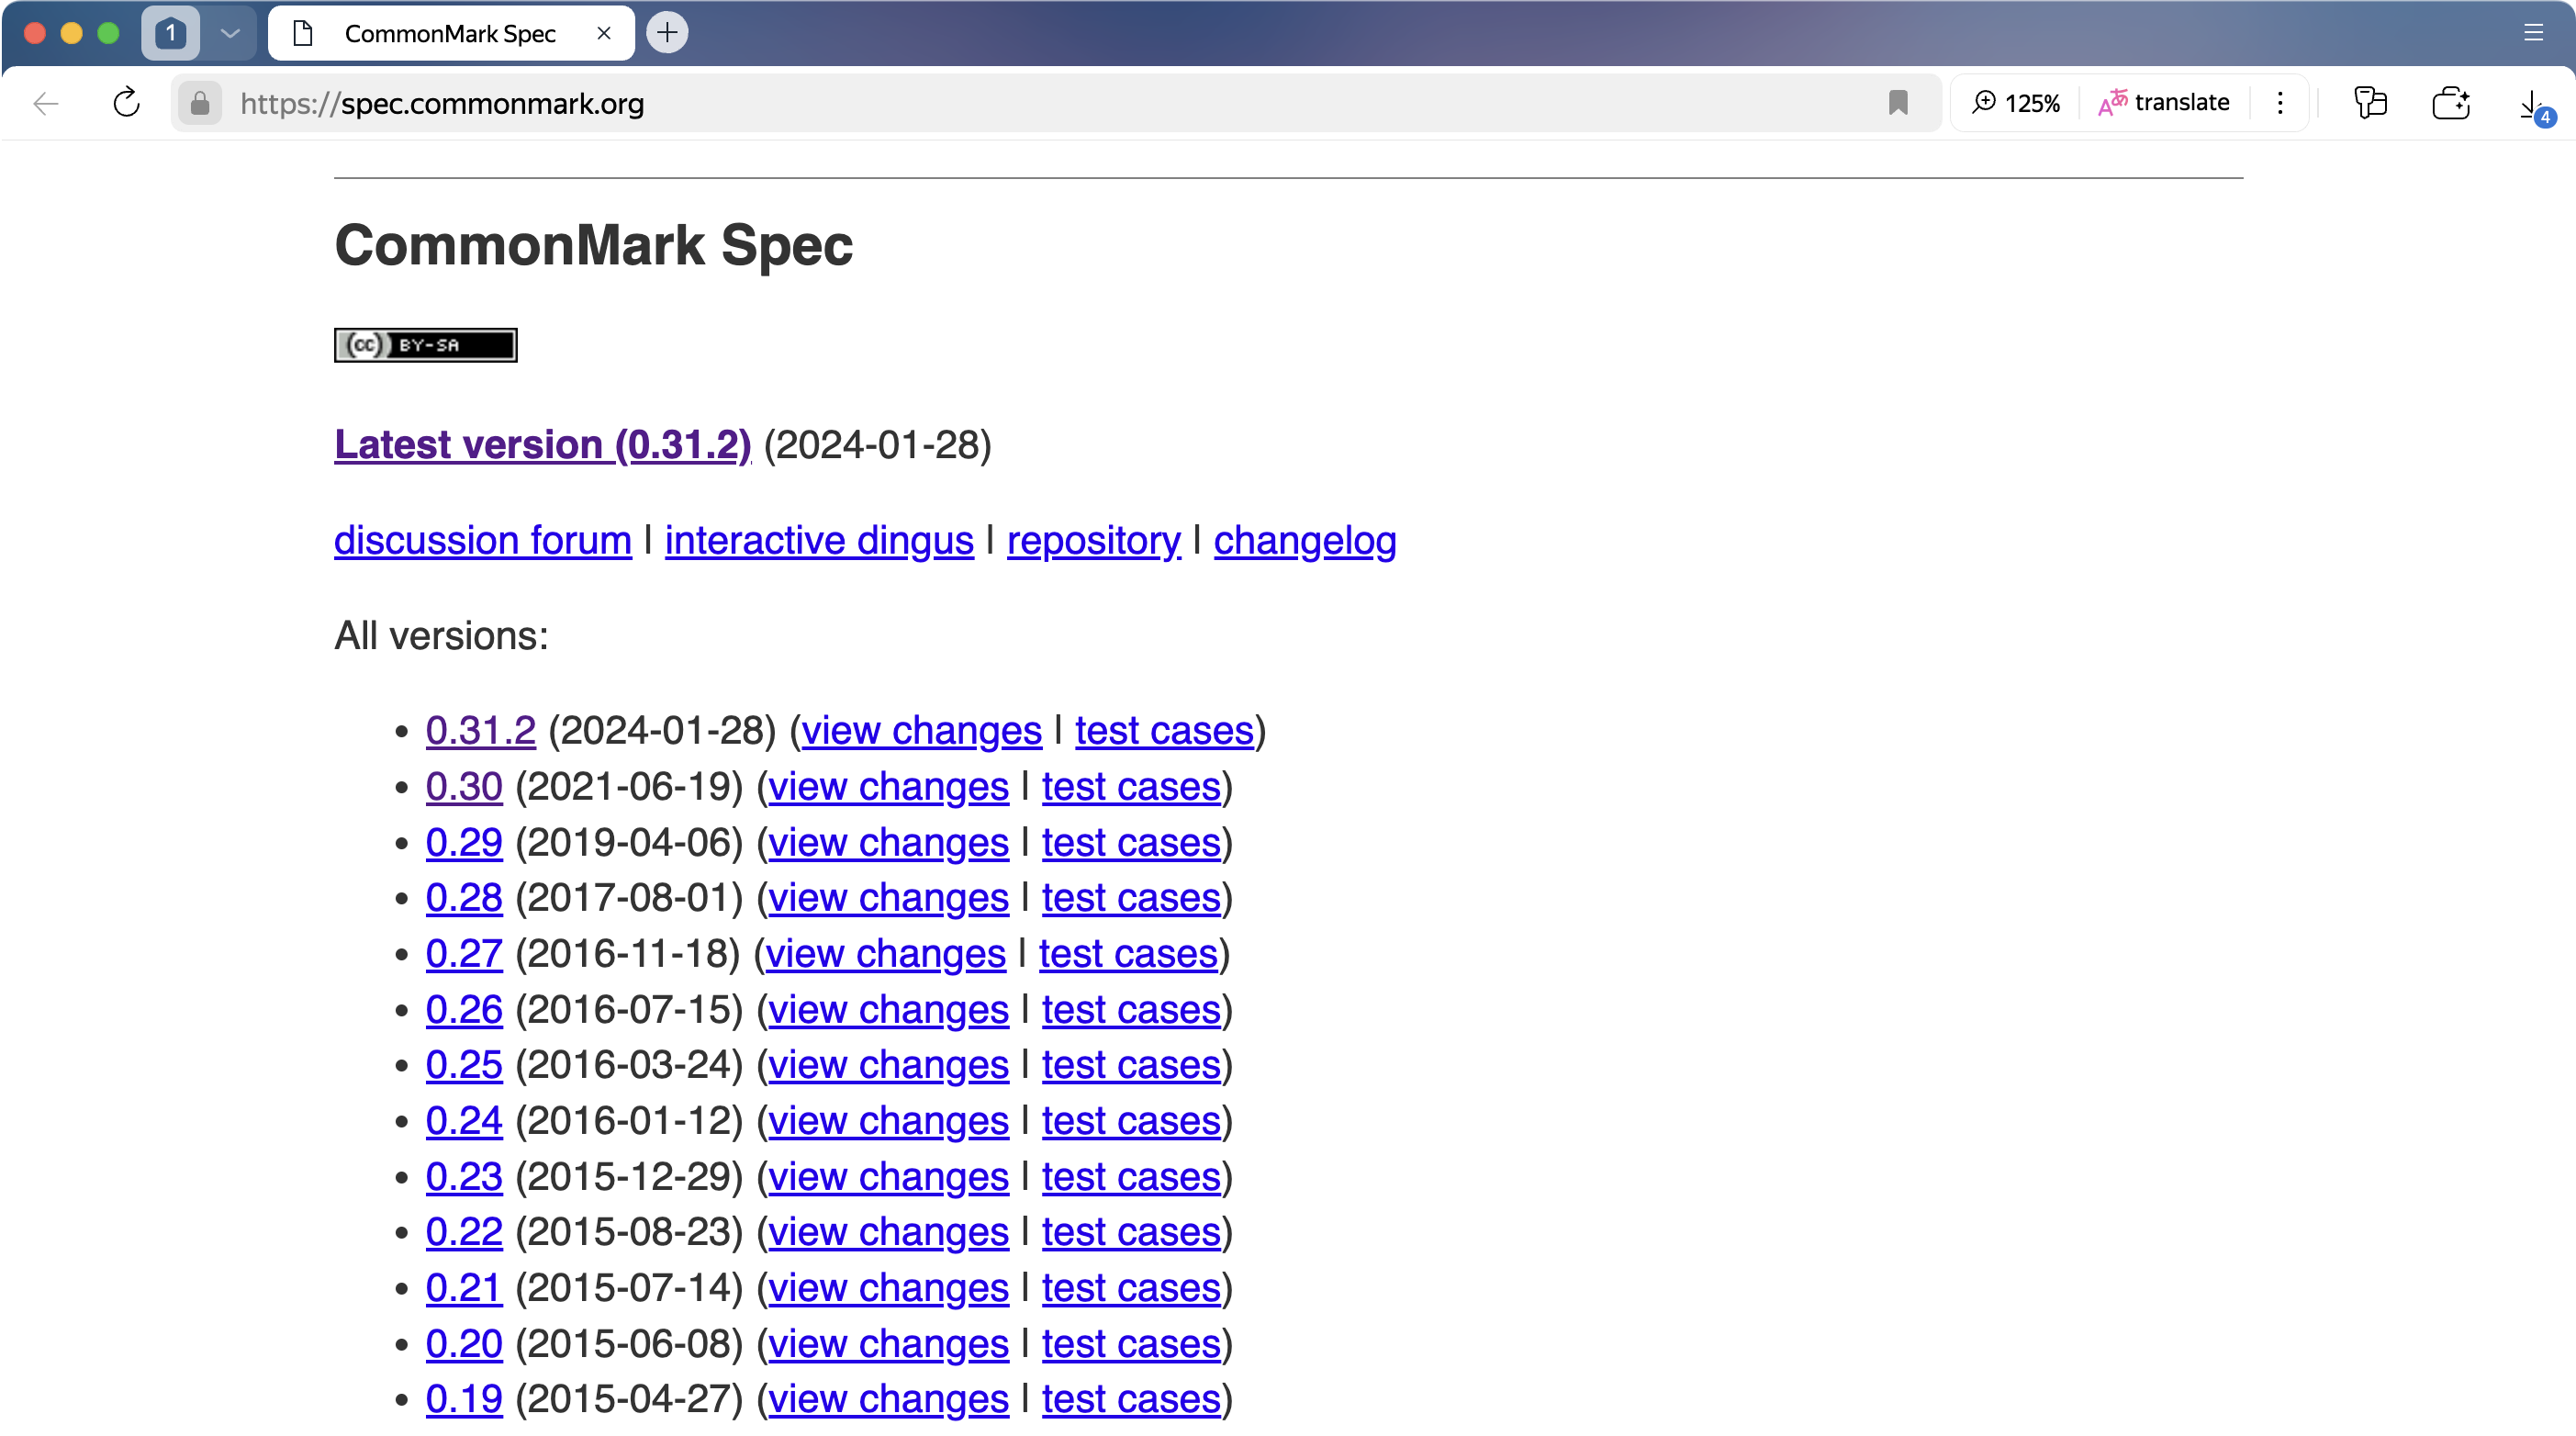 1
CommonMark Spec
https://spec.commonmark.org
125%
translate
4
CommonMark Spec
(cc) BY-SA
Latest version (0.31.2) (2024-01-28)
discussion forum | interactive dingus | repository | changelog
All versions:
• 0.31.2 (2024-01-28) (view changes | test cases)
• 0.30 (2021-06-19) (view changes | test cases)
• 0.29 (2019-04-06) (view changes | test cases)
• 0.28 (2017-08-01) (view changes | test cases)
• 0.27 (2016-11-18) (view changes | test cases)
• 0.26 (2016-07-15) (view changes | test cases)
• 0.25 (2016-03-24) (view changes | test cases)
• 0.24 (2016-01-12) (view changes | test cases)
• 0.23 (2015-12-29) (view changes | test cases)
• 0.22 (2015-08-23) (view changes | test cases)
• 0.21 (2015-07-14) (view changes | test cases)
• 0.20 (2015-06-08) (view changes | test cases)
• 0.19 (2015-04-27) (view changes | test cases)